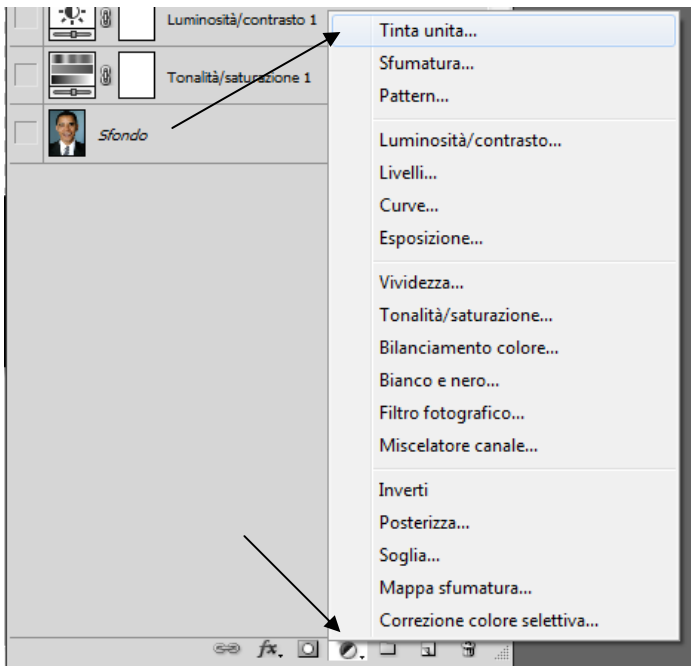 Luminosità/contrasto 1
Tonalità/saturazione 1
Sfondo
Tinta unita...
Sfumatura...
Pattern...
Luminosità/contrasto...
Livelli...
Curve...
Esposizione...
Vividezza...
Tonalità/saturazione...
Bilanciamento colore...
Bianco e nero...
Filtro fotografico...
Miscelatore canale...
Inverti
Posterizza...
Soglia...
Mappa sfumatura...
Correzione colore selettiva...
fx.